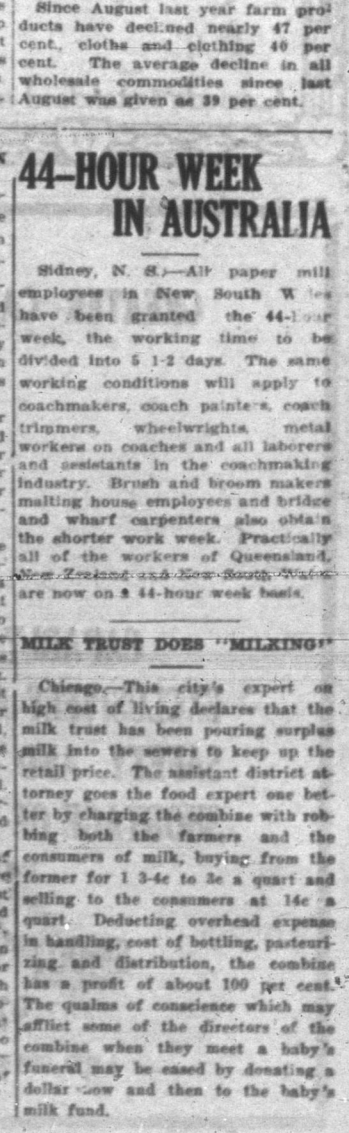 Since August last year farm pro-
ducts have declined nearly 47 per
cent., cloths and clothing 40 per
cent. The average decline in all
wholesale commodities since last
August was given as 39 per cent.
44-HOUR WEEK
IN AUSTRALIA
Sidney, N. S.—All paper mill
employees in New South W les
have been granted the 44-hour
week, the working time to be
divided into 5 1-2 days. The same
working conditions will apply to
coachmakers, coach painters, coach
trimmers, wheelwrights, metal
workers on coaches and all laborers
and assistants in the coachmaking
industry. Brush and broom makers
malting house employees and bridge
and wharf carpenters also obtain
the shorter work week. Practically
all of the workers of Queensland,
New Zealand and New South Wales
are now on a 44-hour week basis.
MILK TRUST DOES "MILKING"
Chicago.—This city's expert on
high cost of living declares that the
milk trust has been pouring surplus
milk into the sewers to keep up the
retail price. The assistant district at-
torney goes the food expert one bet-
ter by charging the combine with rob-
bing both the farmers and the
consumers of milk, buying from the
former for 1 3-4c to 3c a quart and
selling to the consumers at 14c a
quart. Deducting overhead expense
in handling, cost of bottling, pasteuri-
zing and distribution, the combine
has a profit of about 100 per cent.
The qualms of conscience which may
afflict some of the directors of the
combine when they meet a baby's
funeral may be eased by donating a
dollar now and then to the baby's
milk fund.